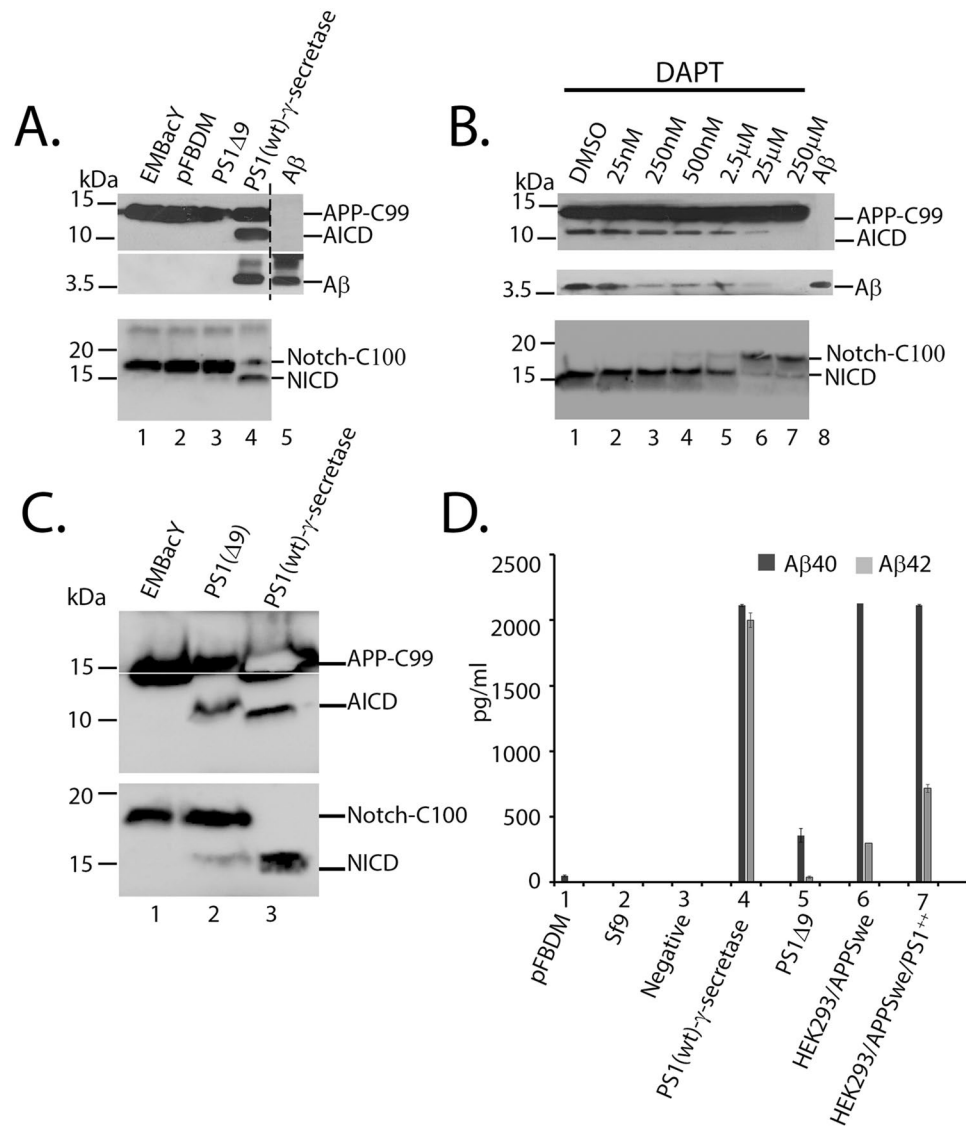 A.
EMBacY
pFBDM
PS1Δ9
PS1(wt)-γ-secretase
Aβ
kDa
15
APP-C99
10
AICD
3.5
Aβ
20
Notch-C100
15
NICD
1 2 3 4 5
B.
DAPT
DMSO
25nM
250nM
500nM
2.5µM
25µM
250µM
Aβ
kDa
15
APP-C99
10
AICD
3.5
Aβ
20
Notch-C100
15
NICD
1 2 3 4 5 6 7 8
C.
EMBacY
PS1(Δ9)
PS1(wt)-γ-secretase
kDa
15
APP-C99
AICD
10
20
Notch-C100
15
NICD
1 2 3
D.
2500
Aβ40 Aβ42
2000
pg/ml
1500
1000
500
0
1 2 3 4 5 6 7
pFBDM
Sf9
Negative
PS1(wt)-γ-secretase
PS1Δ9
HEK293/APPSwe
HEK293/APPSwe/PS1⁺⁺